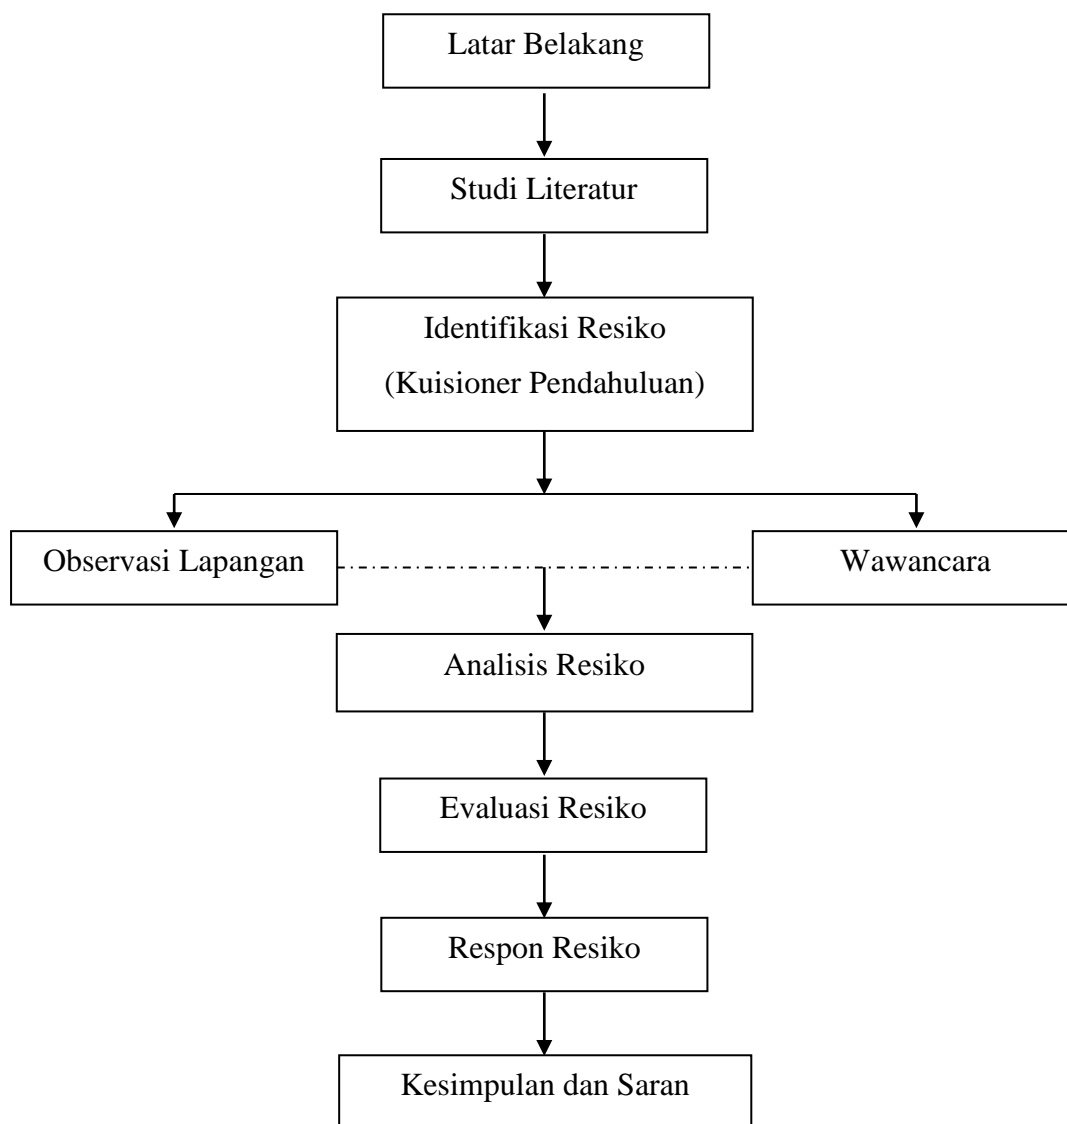 Latar Belakang
Studi Literatur
Identifikasi Resiko
(Kuisioner Pendahuluan)
Observasi Lapangan
Wawancara
Analisis Resiko
Evaluasi Resiko
Respon Resiko
Kesimpulan dan Saran